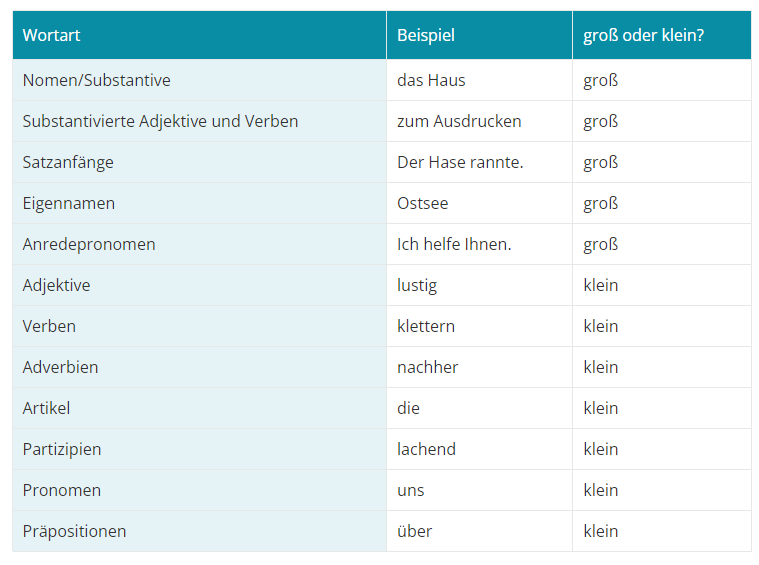 Wortart Beispiel groß oder klein?
Nomen/Substantive das Haus groß
Substantivierte Adjektive und Verben zum Ausdrucken groß
Satzanfänge Der Hase rannte. groß
Eigennamen Ostsee groß
Anredepronomen Ich helfe Ihnen. groß
Adjektive lustig klein
Verben klettern klein
Adverbien nachher klein
Artikel die klein
Partizipien lachend klein
Pronomen uns klein
Präpositionen über klein